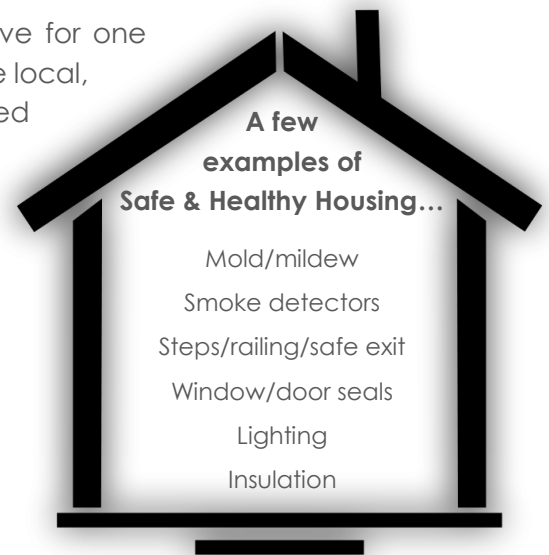 ve for one
local,
ed
A few
examples of
Safe & Healthy Housing…
Mold/mildew
Smoke detectors
Steps/railing/safe exit
Window/door seals
Lighting
Insulation